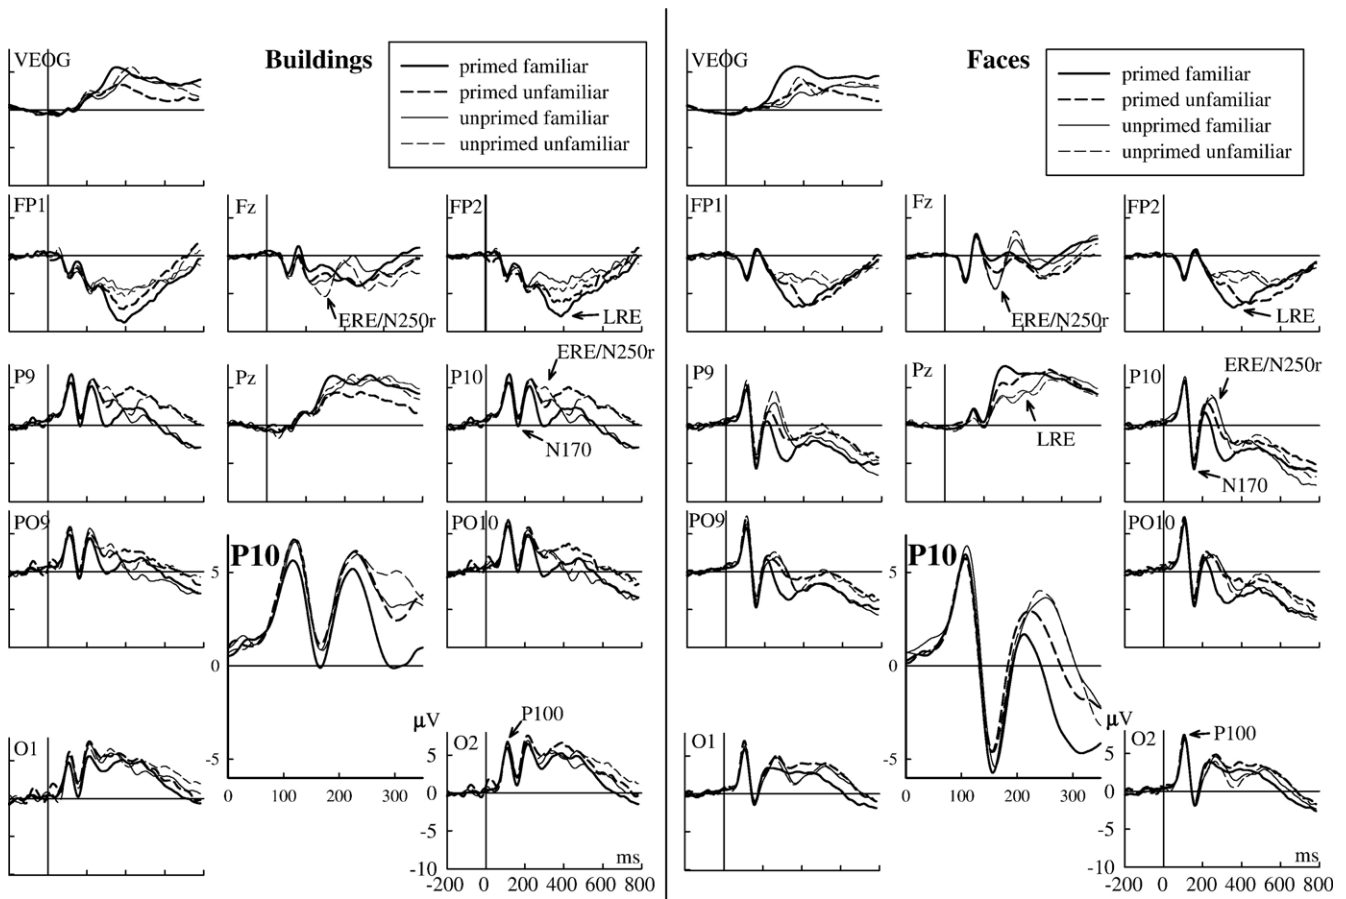 VEOG
Buildings
primed familiar
primed unfamiliar
unprimed familiar
unprimed unfamiliar
FP1
Fz
FP2
ERE/N250r
LRE
P9
Pz
P10
ERE/N250r
N170
PO9
P10
PO10
5
0
-5
0 100 200 300
O1
µV
O2
P100
5
0
-5
-10
ms
-200 0 200 400 600 800
VEOG
Faces
primed familiar
primed unfamiliar
unprimed familiar
unprimed unfamiliar
FP1
Fz
FP2
ERE/N250r
LRE
P9
Pz
P10
ERE/N250r
LRE
N170
PO9
P10
PO10
5
0
-5
0 100 200 300
O1
µV
O2
P100
5
0
-5
-10
ms
-200 0 200 400 600 800